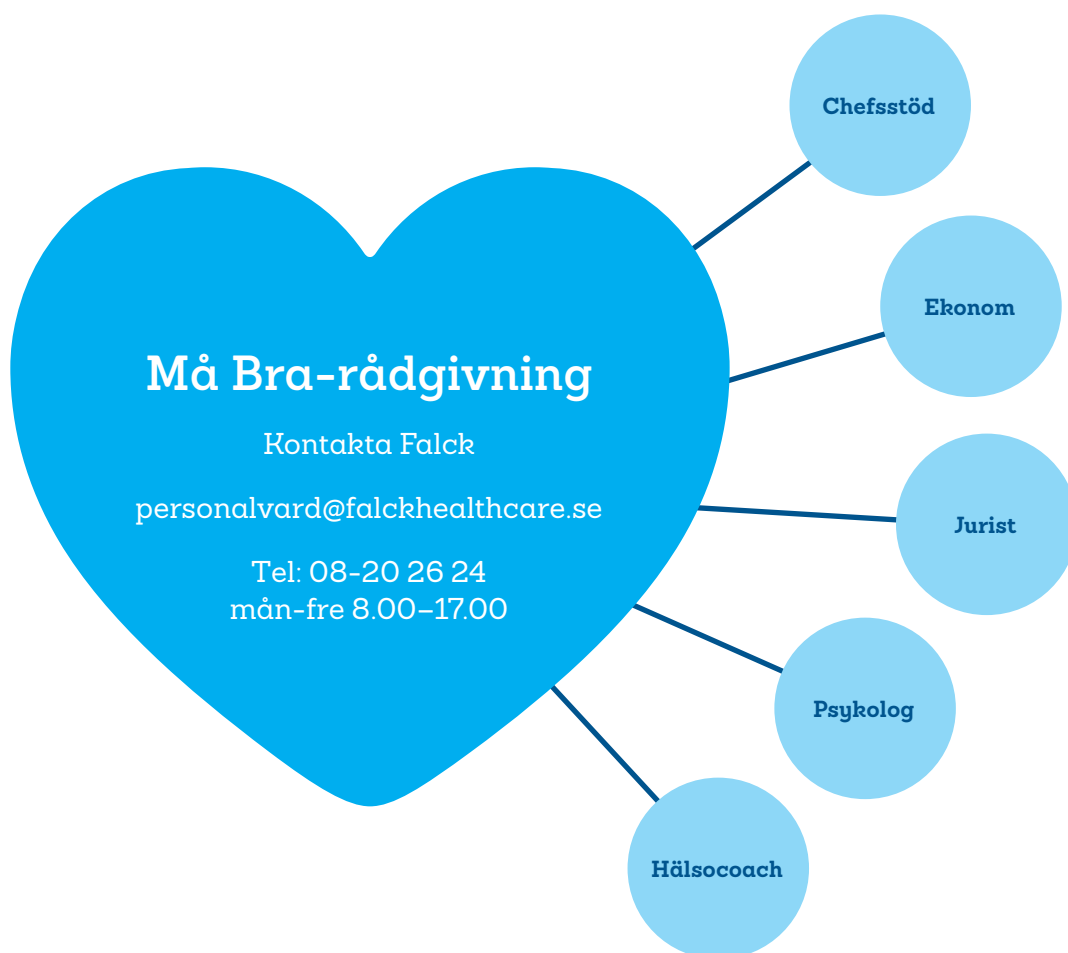 Må Bra-rådgivning
Kontakta Falck
personalvard@falckhealthcare.se
Tel: 08-20 26 24
mån-fre 8.00–17.00
Chefsstöd
Ekonom
Jurist
Psykolog
Hälsocoach